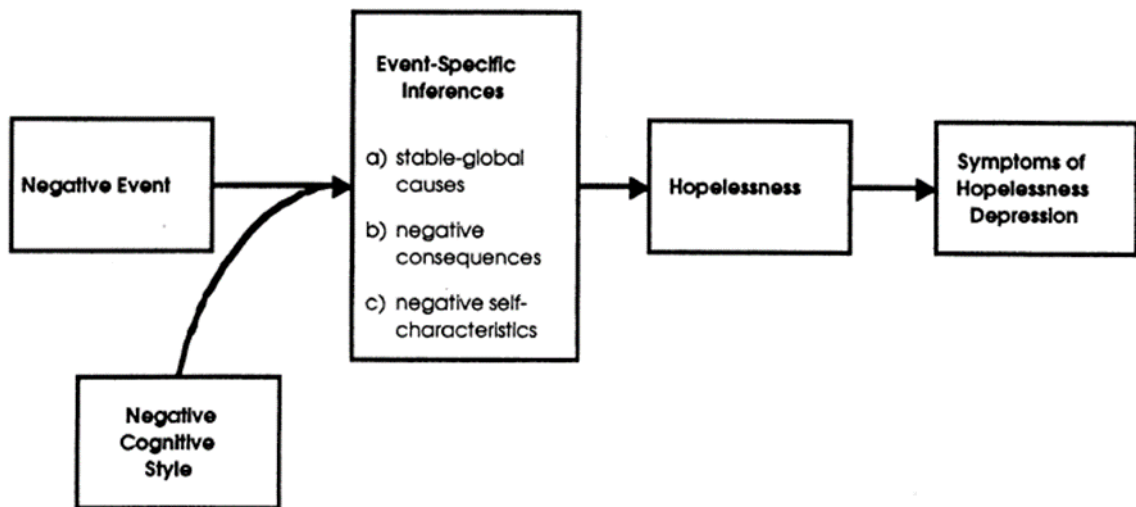 Negative Event
Negative
Cognitive
Style
Event-Specific
Inferences
a) stable-global
causes
b) negative
consequences
c) negative self-
characteristics
Hopelessness
Symptoms of
Hopelessness
Depression